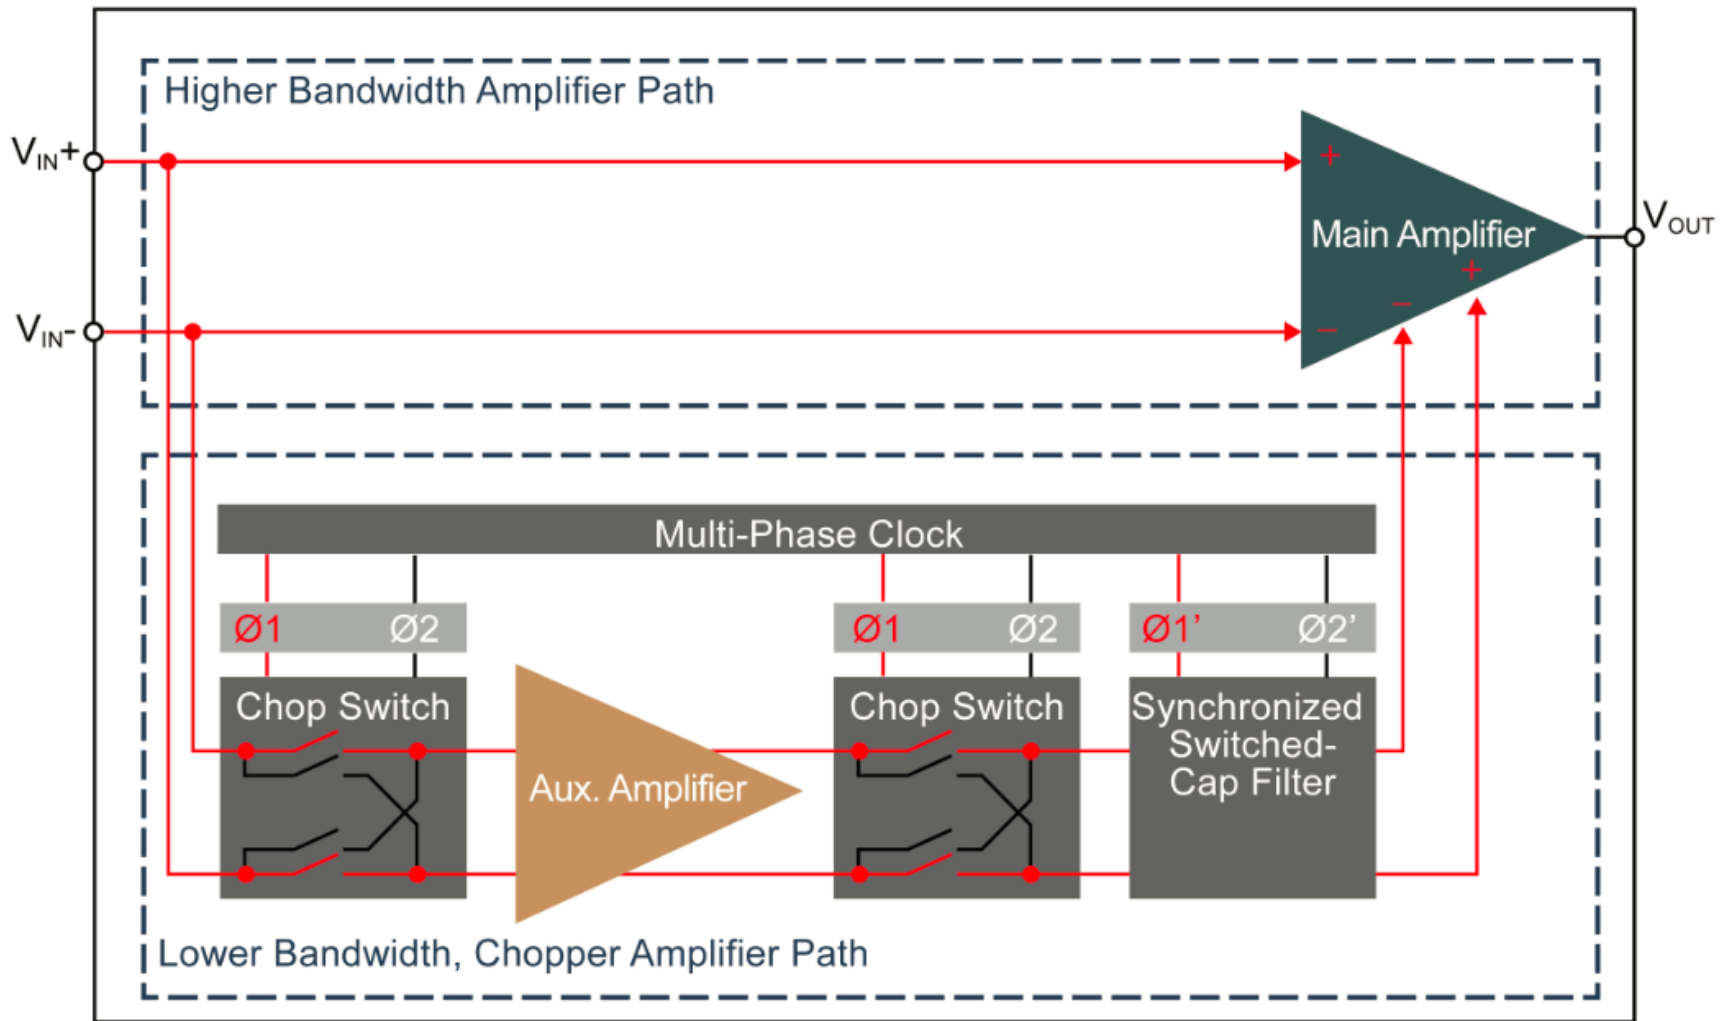 Higher Bandwidth Amplifier Path
VIN+
+
Main Amplifier
VOUT
+
−
VIN-
−
Multi-Phase Clock
Ø1 Ø2
Ø1 Ø2
Ø1’ Ø2’
Chop Switch
Aux. Amplifier
Chop Switch
Synchronized
Switched-
Cap Filter
Lower Bandwidth, Chopper Amplifier Path